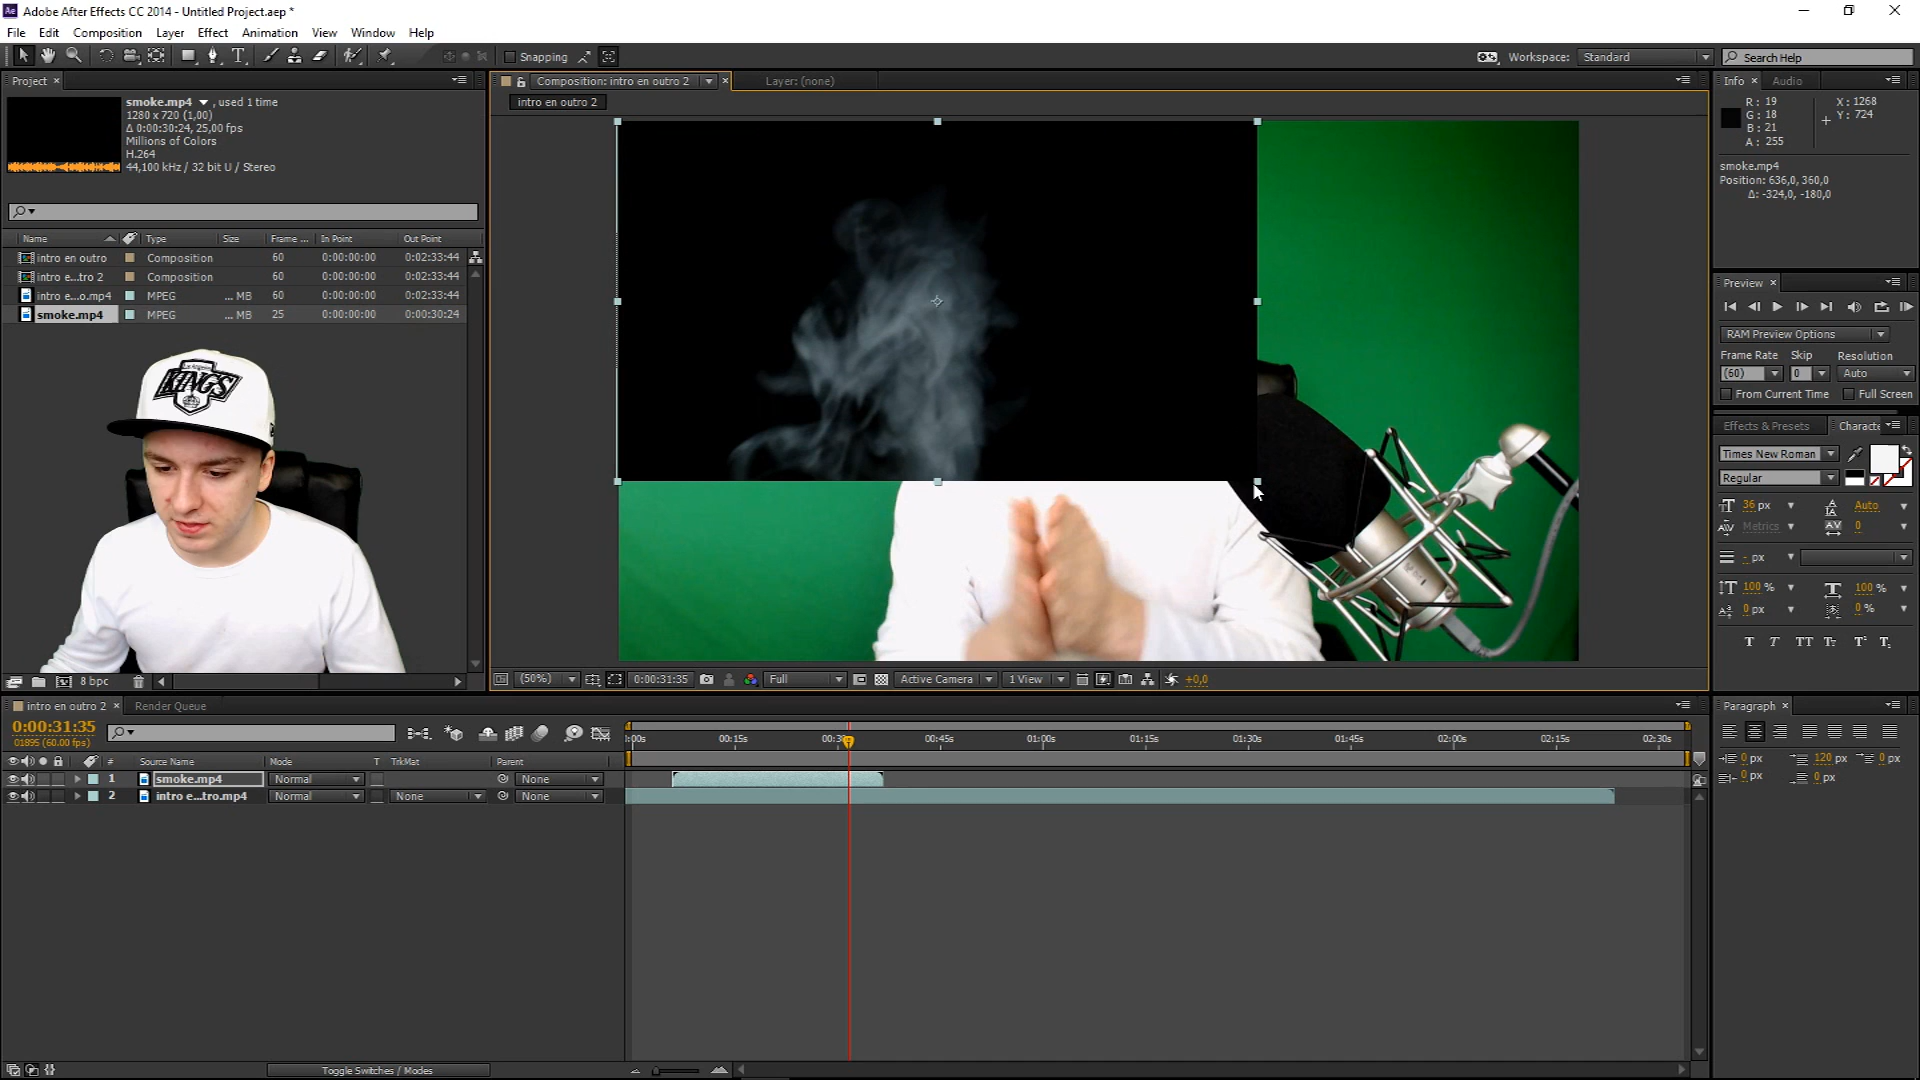 Adobe After Effects CC 2014 - Untitled Project.aep *
File Edit Composition Layer Effect Animation View Window Help
Snapping
Workspace: Standard
Search Help
Project
smoke.mp4 , used 1 time
1280 x 720 (1,00)
Δ 0:00:30:24, 25,00 fps
Millions of Colors
H.264
44,100 kHz / 32 bit U / Stereo
Name Type Size Frame ... In Point Out Point
intro en outro Composition 60 0:00:00:00 0:02:33:44
intro e...tro 2 Composition 60 0:00:00:00 0:02:33:44
intro e...o.mp4 MPEG ... MB 60 0:00:00:00 0:02:33:44
smoke.mp4 MPEG ... MB 25 0:00:00:00 0:00:30:24
KINGS
8 bpc
Composition: intro en outro 2 Layer: (none)
intro en outro 2
(50%) 0:00:31:35 Full Active Camera 1 View +0,0
Info Audio
R: 19
G: 18
B: 21
A: 255
X: 1268
Y: 724
smoke.mp4
Position: 636,0, 360,0
Δ: -324,0, -180,0
Preview
RAM Preview Options
Frame Rate Skip Resolution
(60) 0 Auto
From Current Time Full Screen
Effects & Presets Characte
Times New Roman
Regular
36 px Auto
Metrics 0
- px
100 % 100 %
0 px 0 %
T T TT Tt T¹ T₁
intro en outro 2 Render Queue
0:00:31:35
01895 (60.00 fps)
# Source Name Mode T TrkMat Parent
1 smoke.mp4 Normal None
2 intro e...tro.mp4 Normal None None
:00s 00:15s 00:30 00:45s 01:00s 01:15s 01:30s 01:45s 02:00s 02:15s 02:30s
Toggle Switches / Modes
Paragraph
0 px 120 px 0 px
0 px 0 px